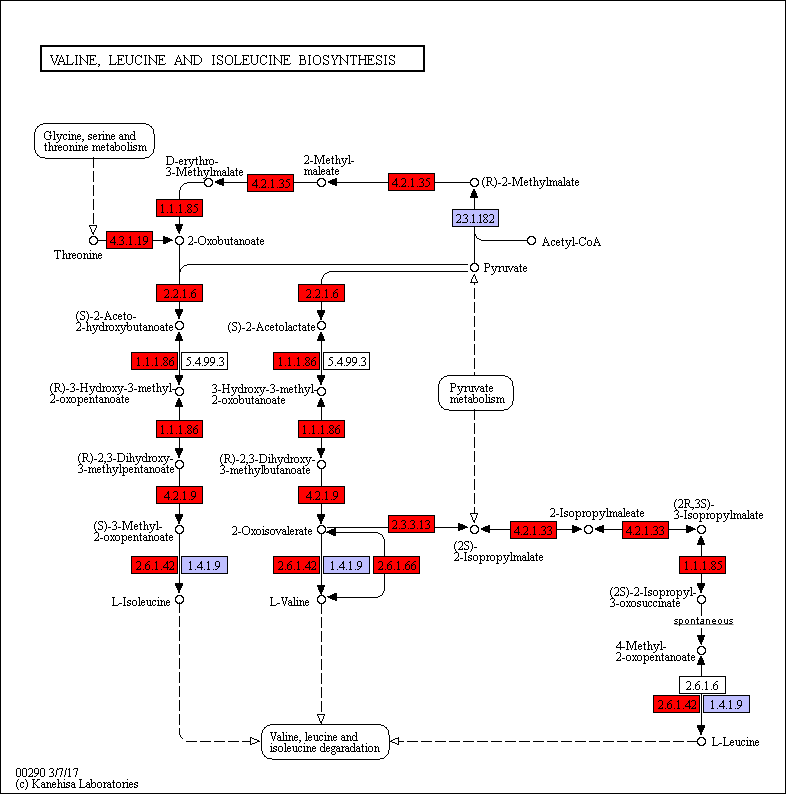 VALINE, LEUCINE AND ISOLEUCINE BIOSYNTHESIS
Glycine, serine and
threonine metabolism
D-erythro-
3-Methylmalate
2-Methyl-
maleate
4.2.1.35
4.2.1.35
(R)-2-Methylmalate
1.1.1.85
2.3.1.182
4.3.1.19
2-Oxobutanoate
Acetyl-CoA
Threonine
Pyruvate
2.2.1.6
2.2.1.6
(S)-2-Aceto-
2-hydroxybutanoate
(S)-2-Acetolactate
1.1.1.86
5.4.99.3
1.1.1.86
5.4.99.3
(R)-3-Hydroxy-3-methyl-
2-oxopentanoate
3-Hydroxy-3-methyl-
2-oxobutanoate
Pyruvate
metabolism
1.1.1.86
1.1.1.86
(R)-2,3-Dihydroxy-
3-methylpentanoate
(R)-2,3-Dihydroxy-
3-methylbutanoate
4.2.1.9
4.2.1.9
(S)-3-Methyl-
2-oxopentanoate
2-Oxoisovalerate
2.3.3.13
(2S)-
2-Isopropylmalate
4.2.1.33
2-Isopropylmaleate
4.2.1.33
(2R,3S)-
3-Isopropylmalate
2.6.1.42
1.4.1.9
2.6.1.42
1.4.1.9
2.6.1.66
1.1.1.85
L-Isoleucine
L-Valine
(2S)-2-Isopropyl-
3-oxosuccinate
spontaneous
4-Methyl-
2-oxopentanoate
2.6.1.6
2.6.1.42
1.4.1.9
Valine, leucine and
isoleucine degaradation
L-Leucine
00290 3/7/17
(c) Kanehisa Laboratories